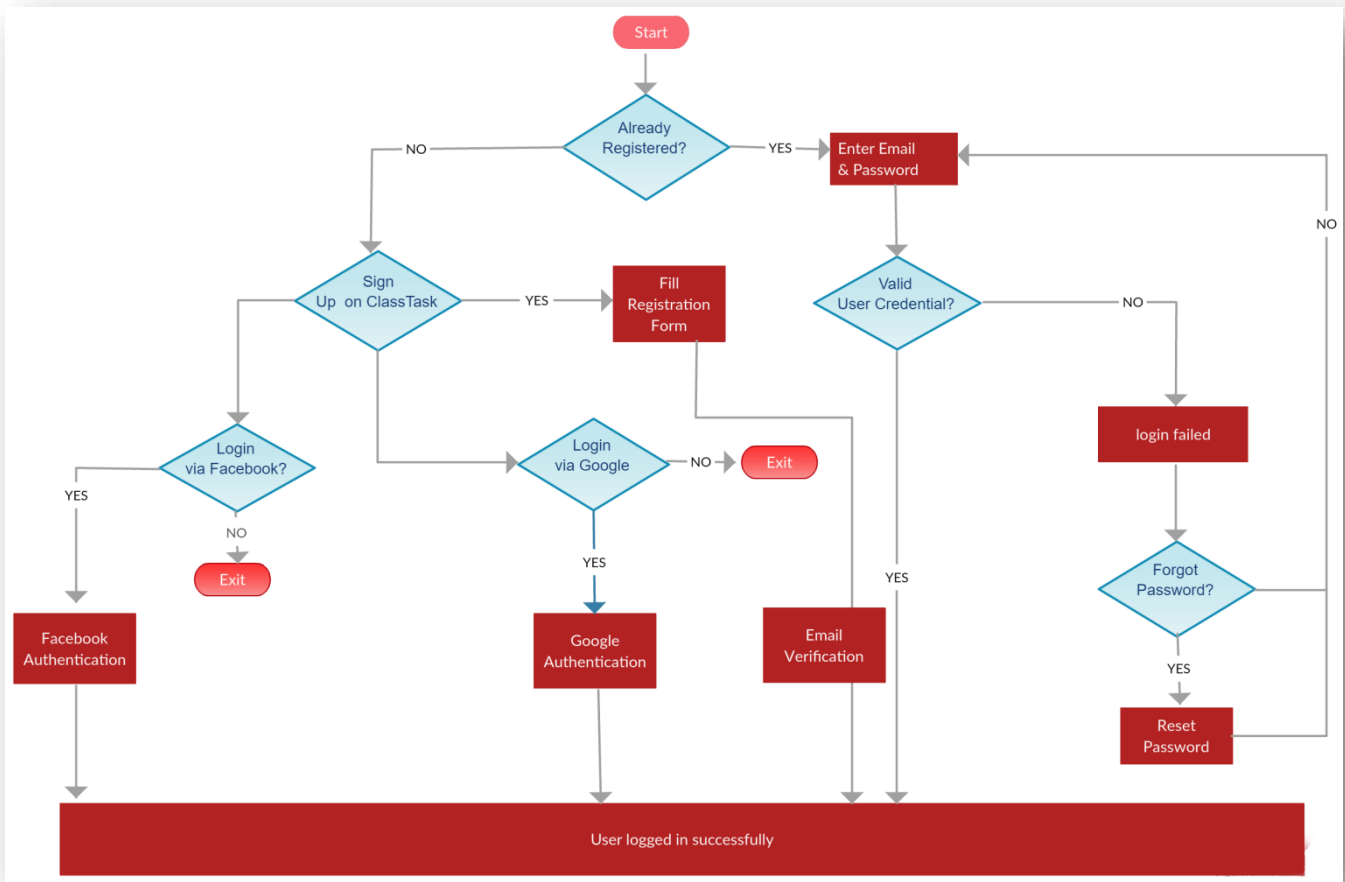 Start
Already
Registered?
NO
YES
Enter Email
& Password
NO
Sign
Up on ClassTask
YES
Fill
Registration
Form
Valid
User Credential?
NO
login failed
Login
via Facebook?
YES
NO
Exit
Login
via Google
NO
Exit
YES
YES
Forgot
Password?
YES
Reset
Password
Facebook
Authentication
Google
Authentication
Email
Verification
User logged in successfully